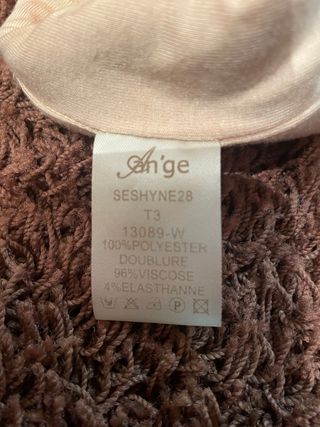 An'ge
SESHYNE28
T3
13089-W
100%POLYESTER
DOUBLURE
96%VISCOSE
4%ELASTHANNE
P